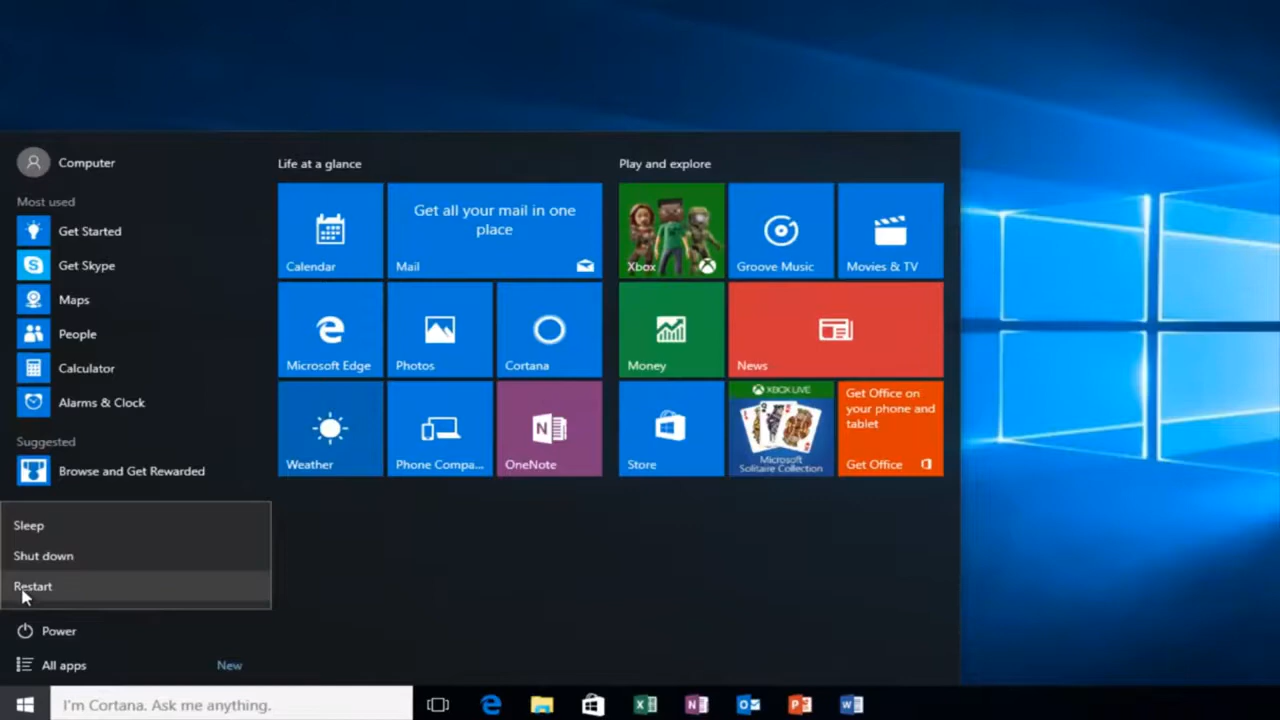 Computer
Most used
Get Started
Get Skype
Maps
People
Calculator
Alarms & Clock
Suggested
Browse and Get Rewarded
Sleep
Shut down
Restart
Power
All apps New
Life at a glance
Calendar
Get all your mail in one
place
Mail
Microsoft Edge
Photos
Cortana
Weather
Phone Compa...
OneNote
Play and explore
Xbox
Groove Music
Movies & TV
Money
News
Store
XBOX LIVE
Microsoft
Solitaire Collection
Get Office on
your phone and
tablet
Get Office
I'm Cortana. Ask me anything.